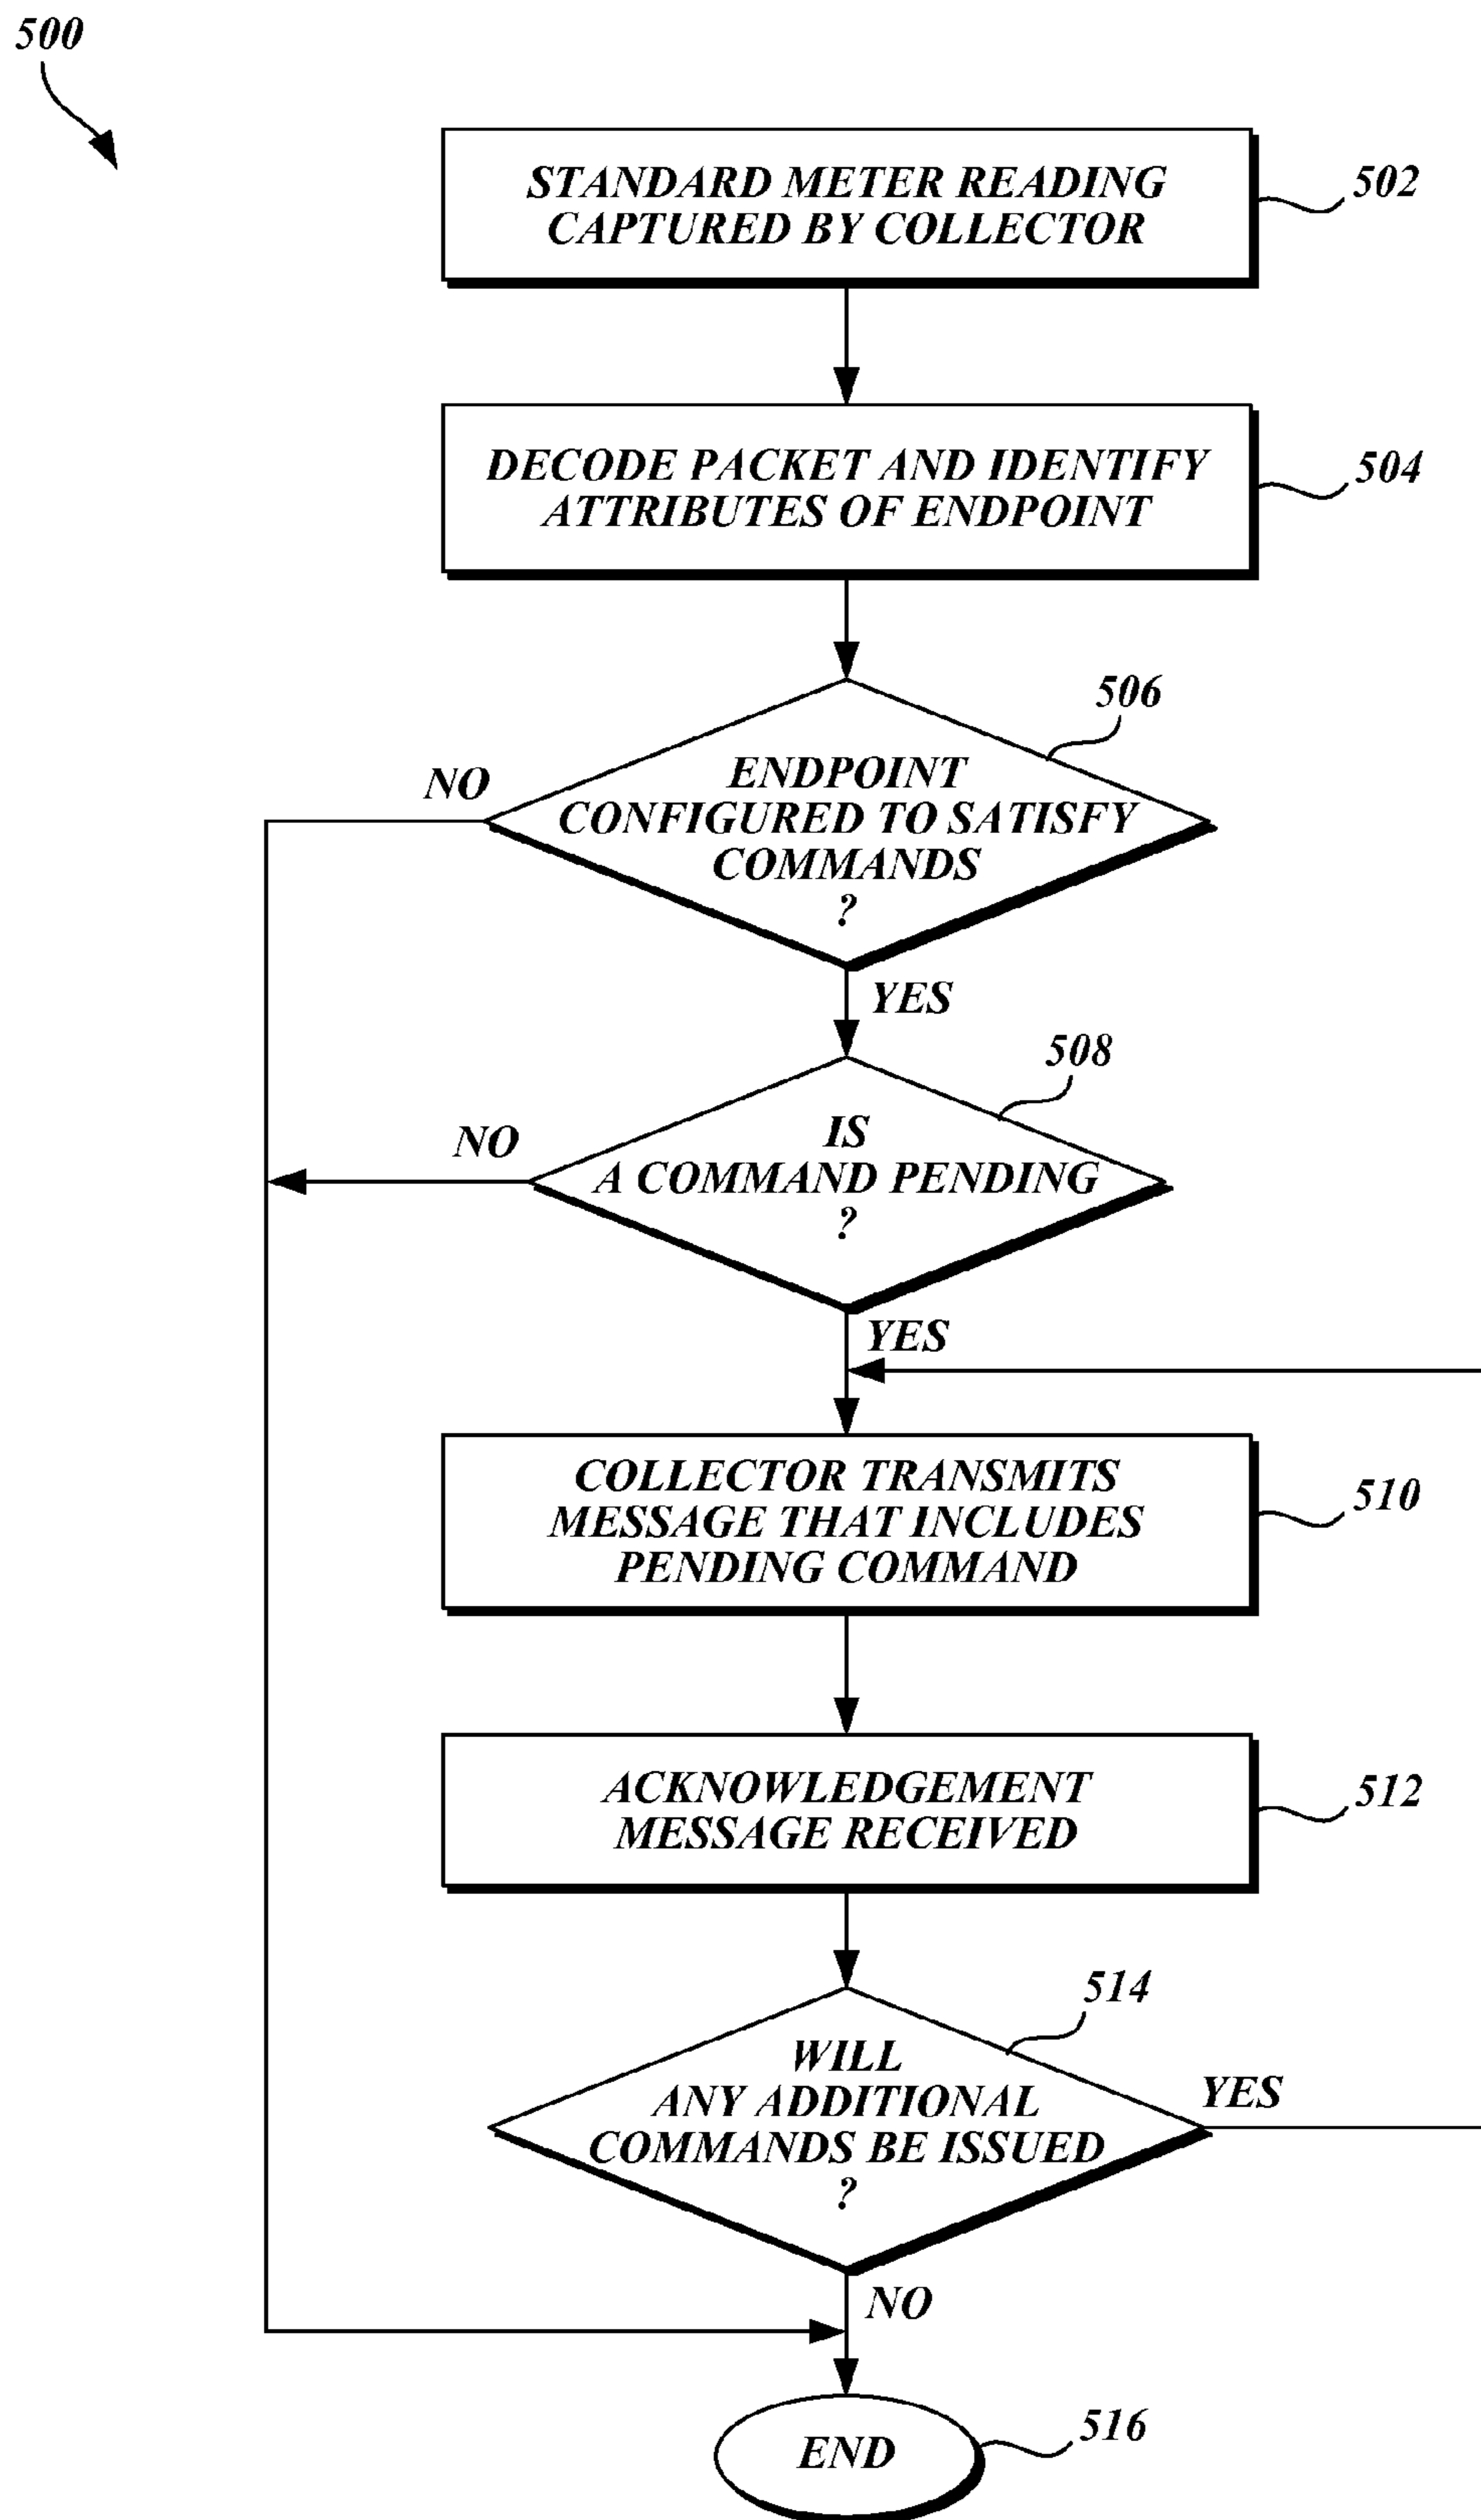 500
STANDARD METER READING
CAPTURED BY COLLECTOR
502
DECODE PACKET AND IDENTIFY
ATTRIBUTES OF ENDPOINT
504
506
NO
ENDPOINT
CONFIGURED TO SATISFY
COMMANDS
?
YES
508
NO
IS
A COMMAND PENDING
?
YES
COLLECTOR TRANSMITS
MESSAGE THAT INCLUDES
PENDING COMMAND
510
ACKNOWLEDGEMENT
MESSAGE RECEIVED
512
514
WILL
ANY ADDITIONAL
COMMANDS BE ISSUED
?
YES
NO
END
516